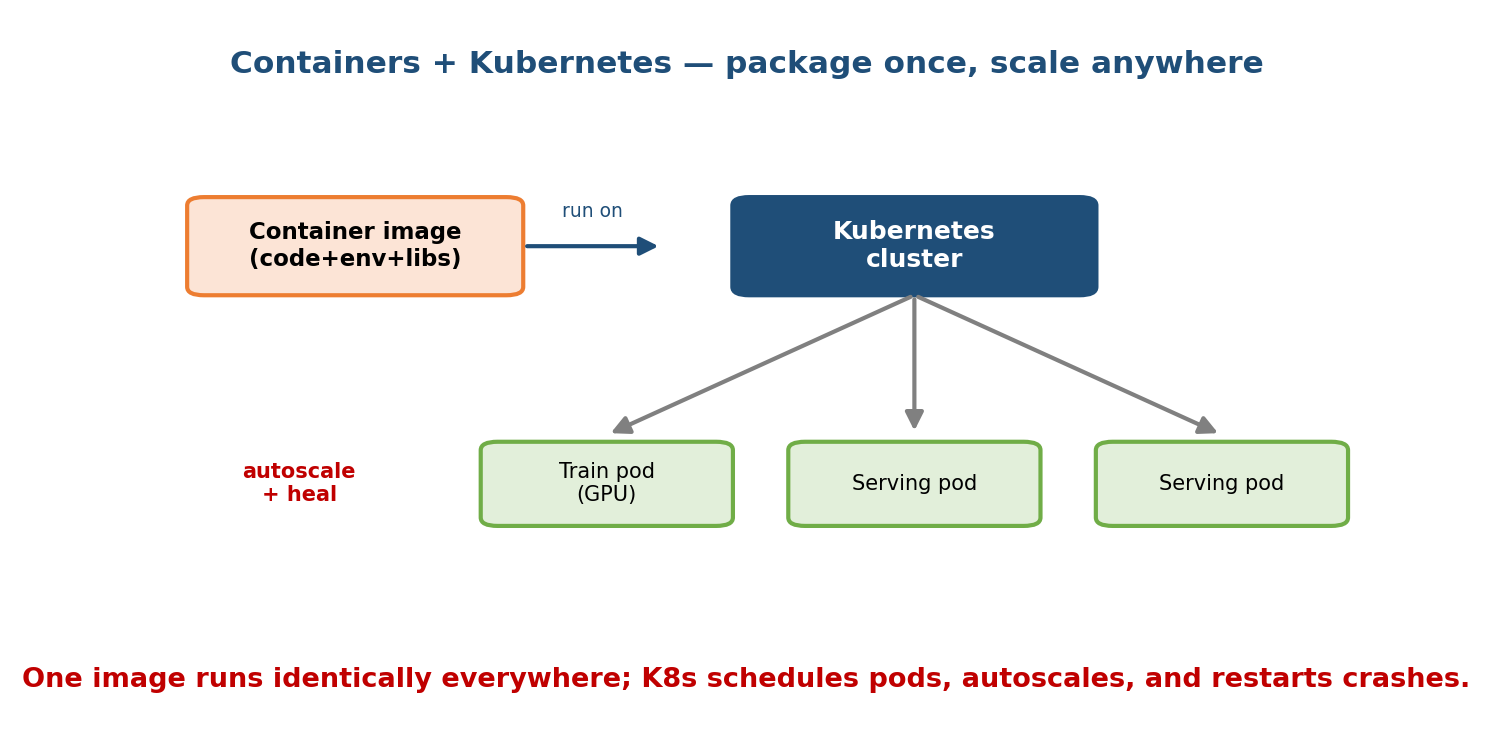 Containers + Kubernetes — package once, scale anywhere
Container image
(code+env+libs)
run on
Kubernetes
cluster
autoscale
+ heal
Train pod
(GPU)
Serving pod
Serving pod
One image runs identically everywhere; K8s schedules pods, autoscales, and restarts crashes.